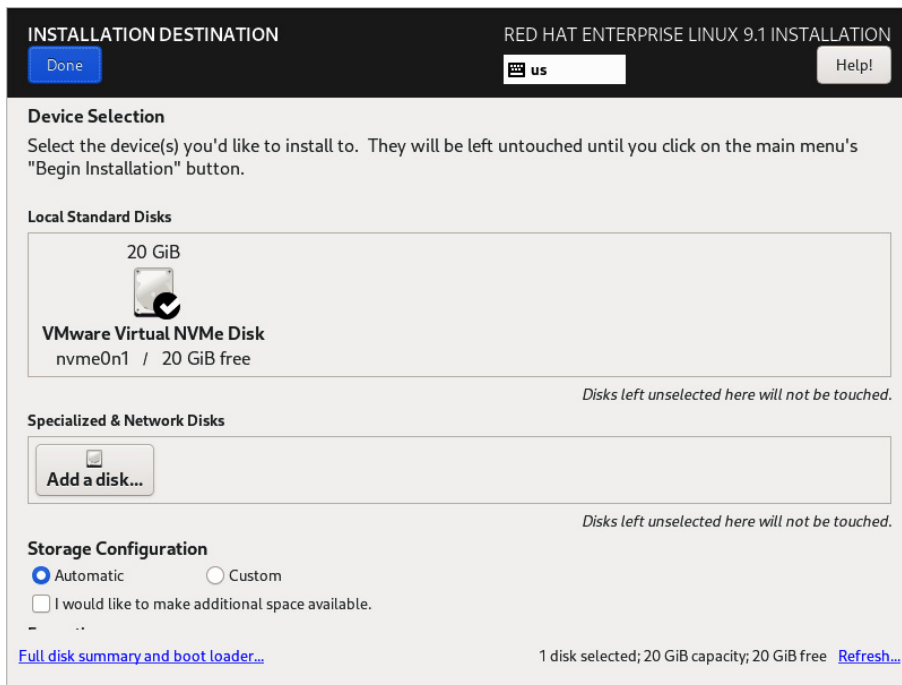 INSTALLATION DESTINATION
RED HAT ENTERPRISE LINUX 9.1 INSTALLATION
Done
us
Help!
Device Selection
Select the device(s) you'd like to install to. They will be left untouched until you click on the main menu's
"Begin Installation" button.
Local Standard Disks
20 GiB
VMware Virtual NVMe Disk
nvme0n1 / 20 GiB free
Disks left unselected here will not be touched.
Specialized & Network Disks
Add a disk...
Disks left unselected here will not be touched.
Storage Configuration
Automatic
Custom
I would like to make additional space available.
Full disk summary and boot loader...
1 disk selected; 20 GiB capacity; 20 GiB free
Refresh...